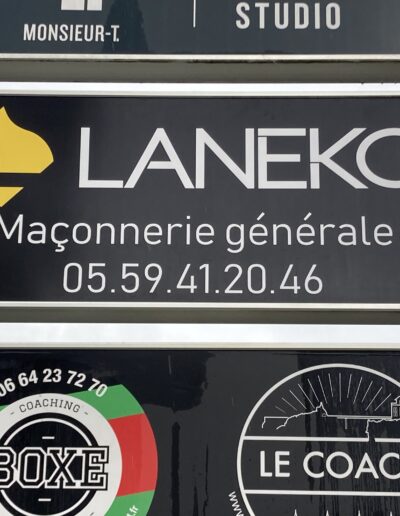 MONSIEUR-T.
STUDIO
LANEKO
Maçonnerie générale
05.59.41.20.46
06 64 23 72 70
- COACHING -
BOXE
LE COAC
www.